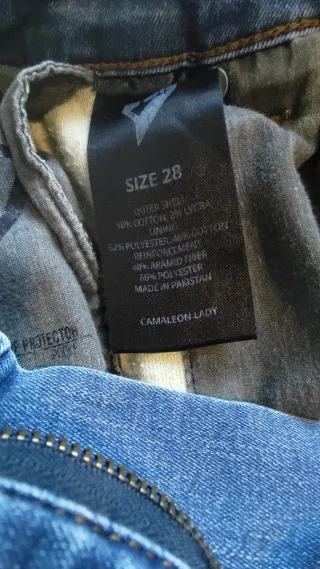 SIZE 28
OUTER SHELL
98% COTTON, 2% LYCRA
LINING
52% POLYESTER, 48% COTTON
REINFORCEMENT
40% ARAMID FIBER
60% POLYESTER
MADE IN PAKISTAN
CAMALEON LADY
PROTECTOR